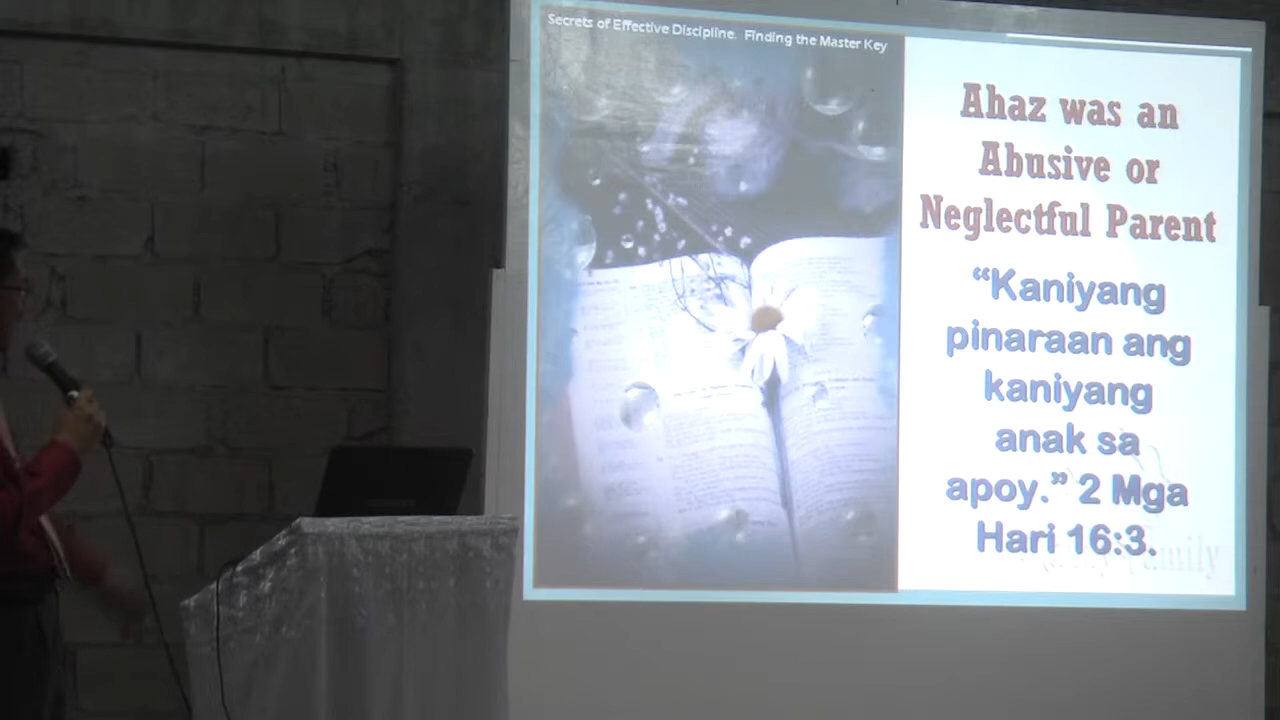 Secrets of Effective Discipline. Finding the Master Key
Ahaz was an
Abusive or
Neglectful Parent
“Kaniyang
pinaraan ang
kaniyang
anak sa
apoy.” 2 Mga
Hari 16:3.
Family